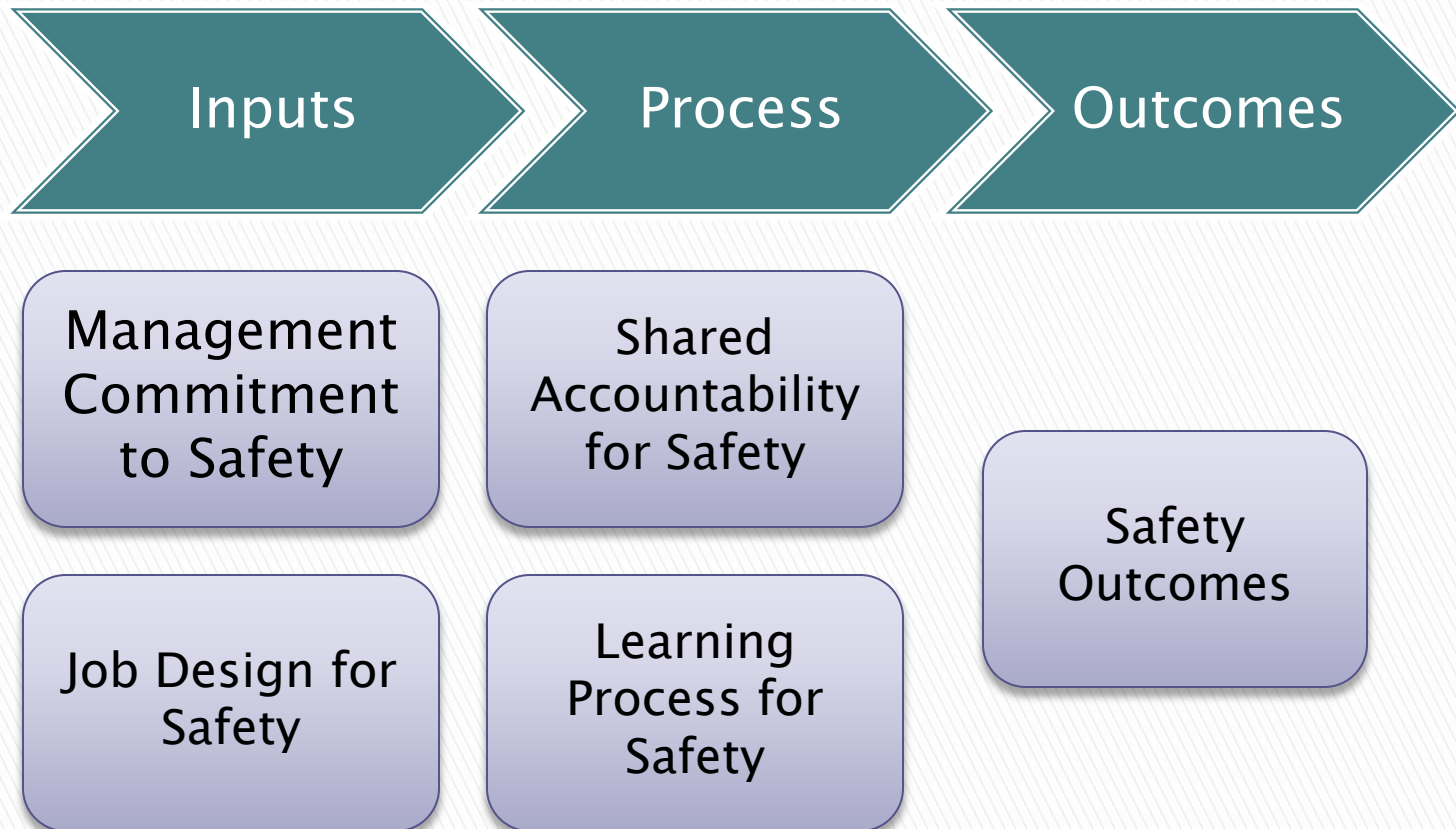 Inputs
Process
Outcomes
Management
Commitment
to Safety
Shared
Accountability
for Safety
Safety
Outcomes
Job Design for
Safety
Learning
Process for
Safety